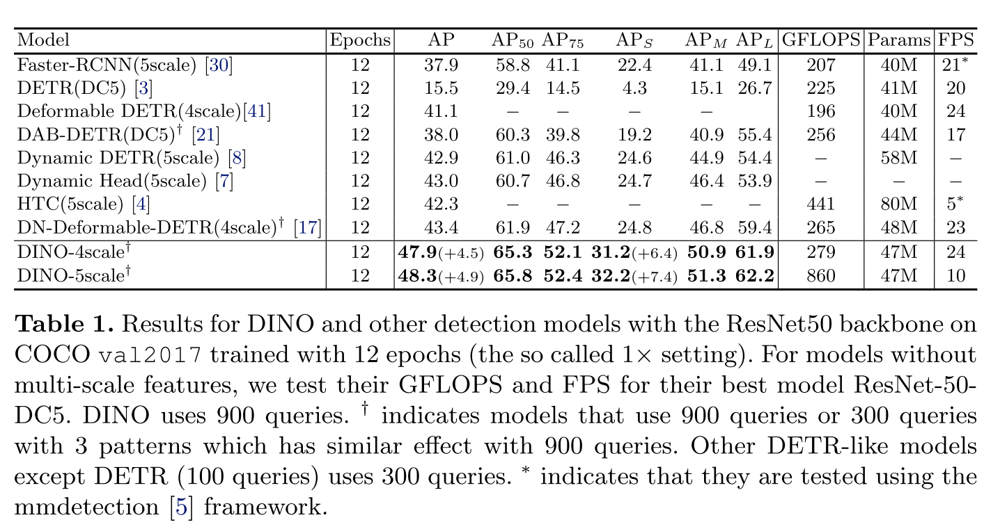 Model Epochs AP AP50 AP75 APS APM APL GFLOPS Params FPS
Faster-RCNN(5scale) [30] 12 37.9 58.8 41.1 22.4 41.1 49.1 207 40M 21*
DETR(DC5) [3] 12 15.5 29.4 14.5 4.3 15.1 26.7 225 41M 20
Deformable DETR(4scale)[41] 12 41.1 − − − − 196 40M 24
DAB-DETR(DC5)† [21] 12 38.0 60.3 39.8 19.2 40.9 55.4 256 44M 17
Dynamic DETR(5scale) [8] 12 42.9 61.0 46.3 24.6 44.9 54.4 − 58M −
Dynamic Head(5scale) [7] 12 43.0 60.7 46.8 24.7 46.4 53.9 − − −
HTC(5scale) [4] 12 42.3 − − − − − 441 80M 5*
DN-Deformable-DETR(4scale)† [17] 12 43.4 61.9 47.2 24.8 46.8 59.4 265 48M 23
DINO-4scale† 12 47.9(+4.5) 65.3 52.1 31.2(+6.4) 50.9 61.9 279 47M 24
DINO-5scale† 12 48.3(+4.9) 65.8 52.4 32.2(+7.4) 51.3 62.2 860 47M 10
Table 1. Results for DINO and other detection models with the ResNet50 backbone on
COCO val2017 trained with 12 epochs (the so called 1× setting). For models without
multi-scale features, we test their GFLOPS and FPS for their best model ResNet-50-
DC5. DINO uses 900 queries. † indicates models that use 900 queries or 300 queries
with 3 patterns which has similar effect with 900 queries. Other DETR-like models
except DETR (100 queries) uses 300 queries. * indicates that they are tested using the
mmdetection [5] framework.